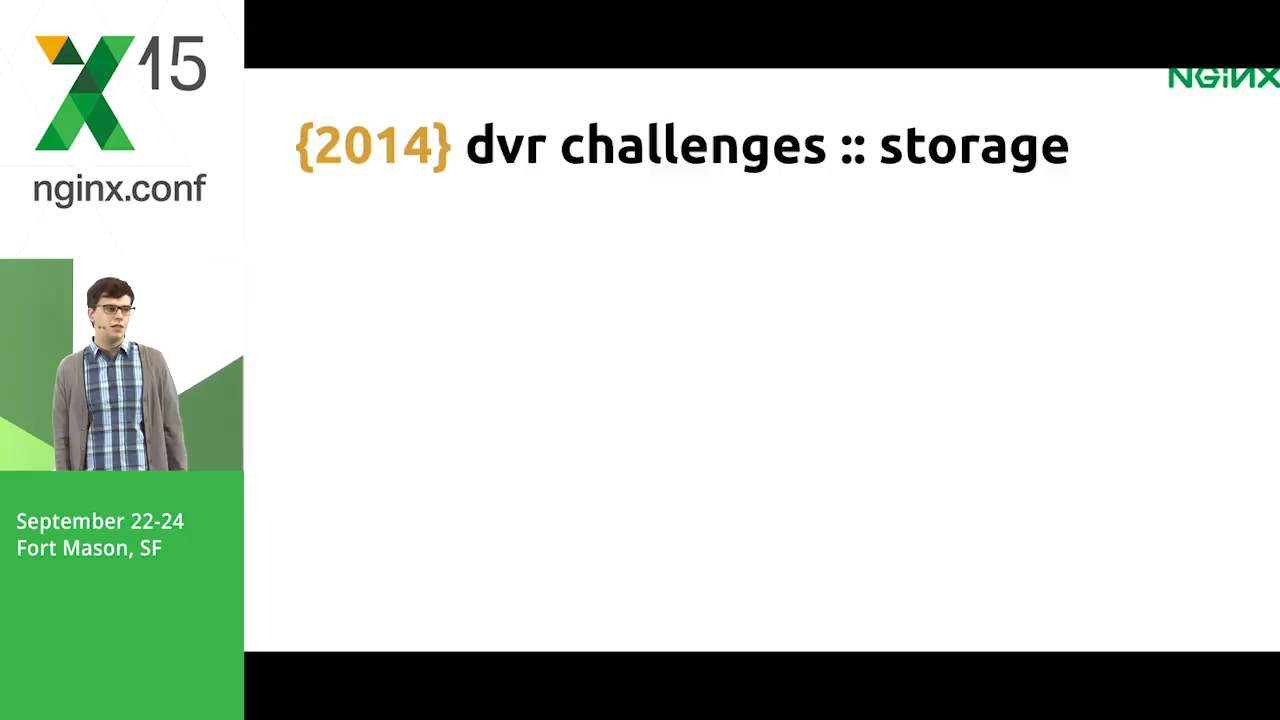 15
nginx.conf
September 22-24
Fort Mason, SF
NGINX
{2014} dvr challenges :: storage